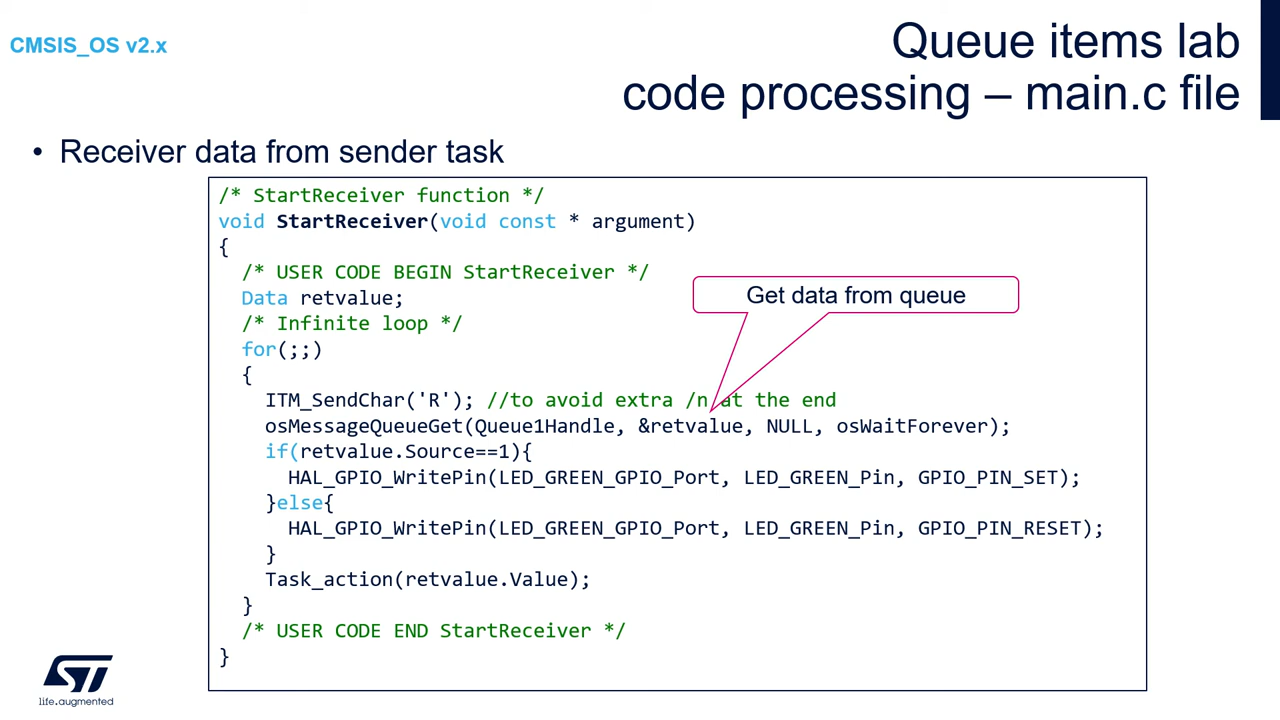 CMSIS_OS v2.x
Queue items lab
code processing – main.c file
• Receiver data from sender task
/* StartReceiver function */
void StartReceiver(void const * argument)
{
/* USER CODE BEGIN StartReceiver */
Data retvalue;
Get data from queue
/* Infinite loop */
for(;;)
{
ITM_SendChar('R'); //to avoid extra /n at the end
osMessageQueueGet(Queue1Handle, &retvalue, NULL, osWaitForever);
if(retvalue.Source==1){
HAL_GPIO_WritePin(LED_GREEN_GPIO_Port, LED_GREEN_Pin, GPIO_PIN_SET);
}else{
HAL_GPIO_WritePin(LED_GREEN_GPIO_Port, LED_GREEN_Pin, GPIO_PIN_RESET);
}
Task_action(retvalue.Value);
}
/* USER CODE END StartReceiver */
}
ST
life.augmented